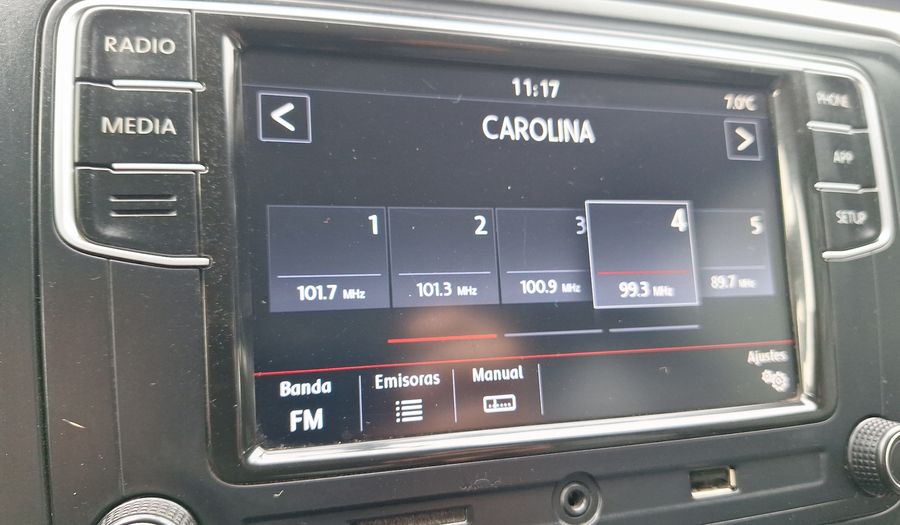 RADIO
MEDIA
PHONE
APP
SETUP
11:17
7.0°C
CAROLINA
1 2 3 4 5
101.7 MHz 101.3 MHz 100.9 MHz 99.3 MHz 89.7 MHz
Ajustes
Banda Emisoras Manual
FM